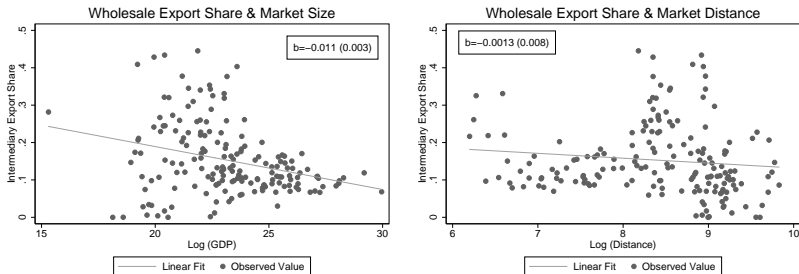 Wholesale Export Share & Market Size
b=-0.011 (0.003)
Intermediary Export Share
.5
.4
.3
.2
.1
0
15
20
25
30
Log (GDP)
Linear Fit
Observed Value
Wholesale Export Share & Market Distance
b=-0.0013 (0.008)
Intermediary Export Share
.5
.4
.3
.2
.1
0
6
7
8
9
10
Log (Distance)
Linear Fit
Observed Value